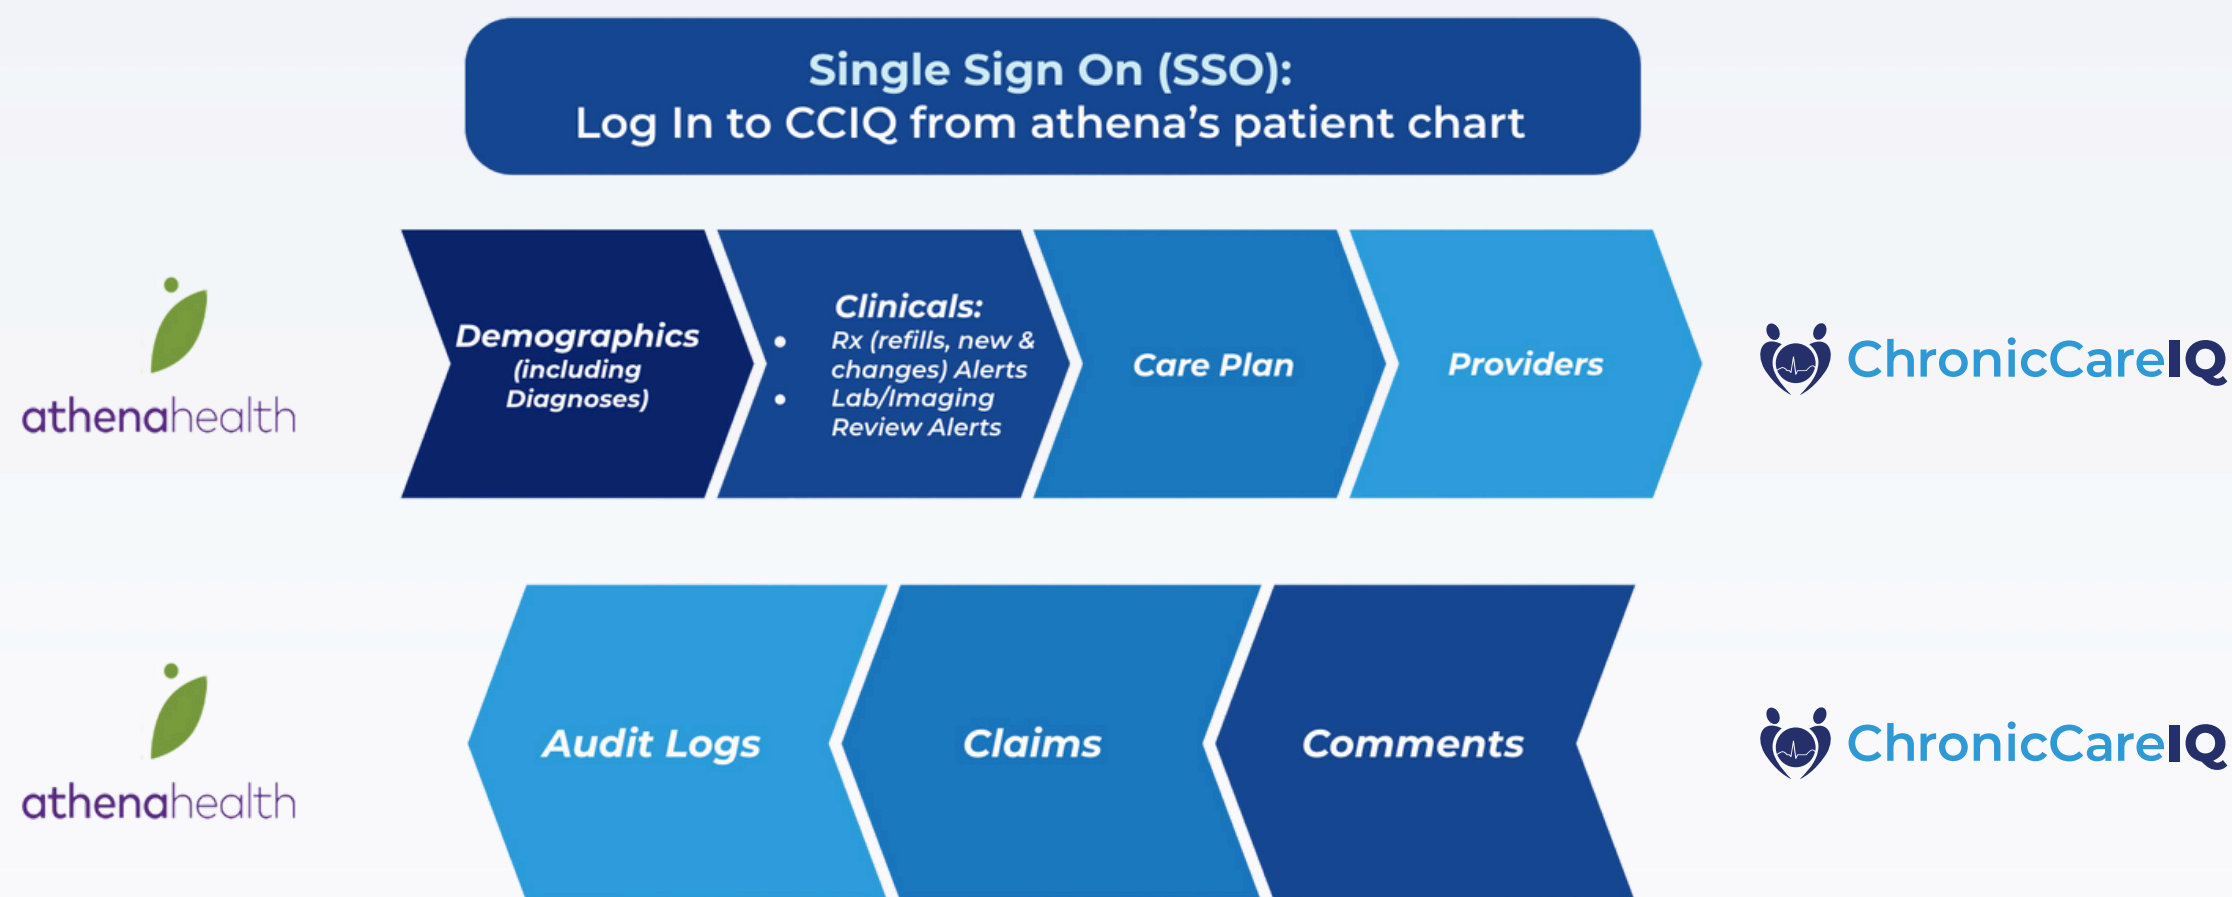 Single Sign On (SSO):
Log In to CCIQ from athena's patient chart
athenahealth
Demographics
(including
Diagnoses)
Clinicals:
• Rx (refills, new &
changes) Alerts
• Lab/Imaging
Review Alerts
Care Plan
Providers
ChronicCareIQ
athenahealth
Audit Logs
Claims
Comments
ChronicCareIQ